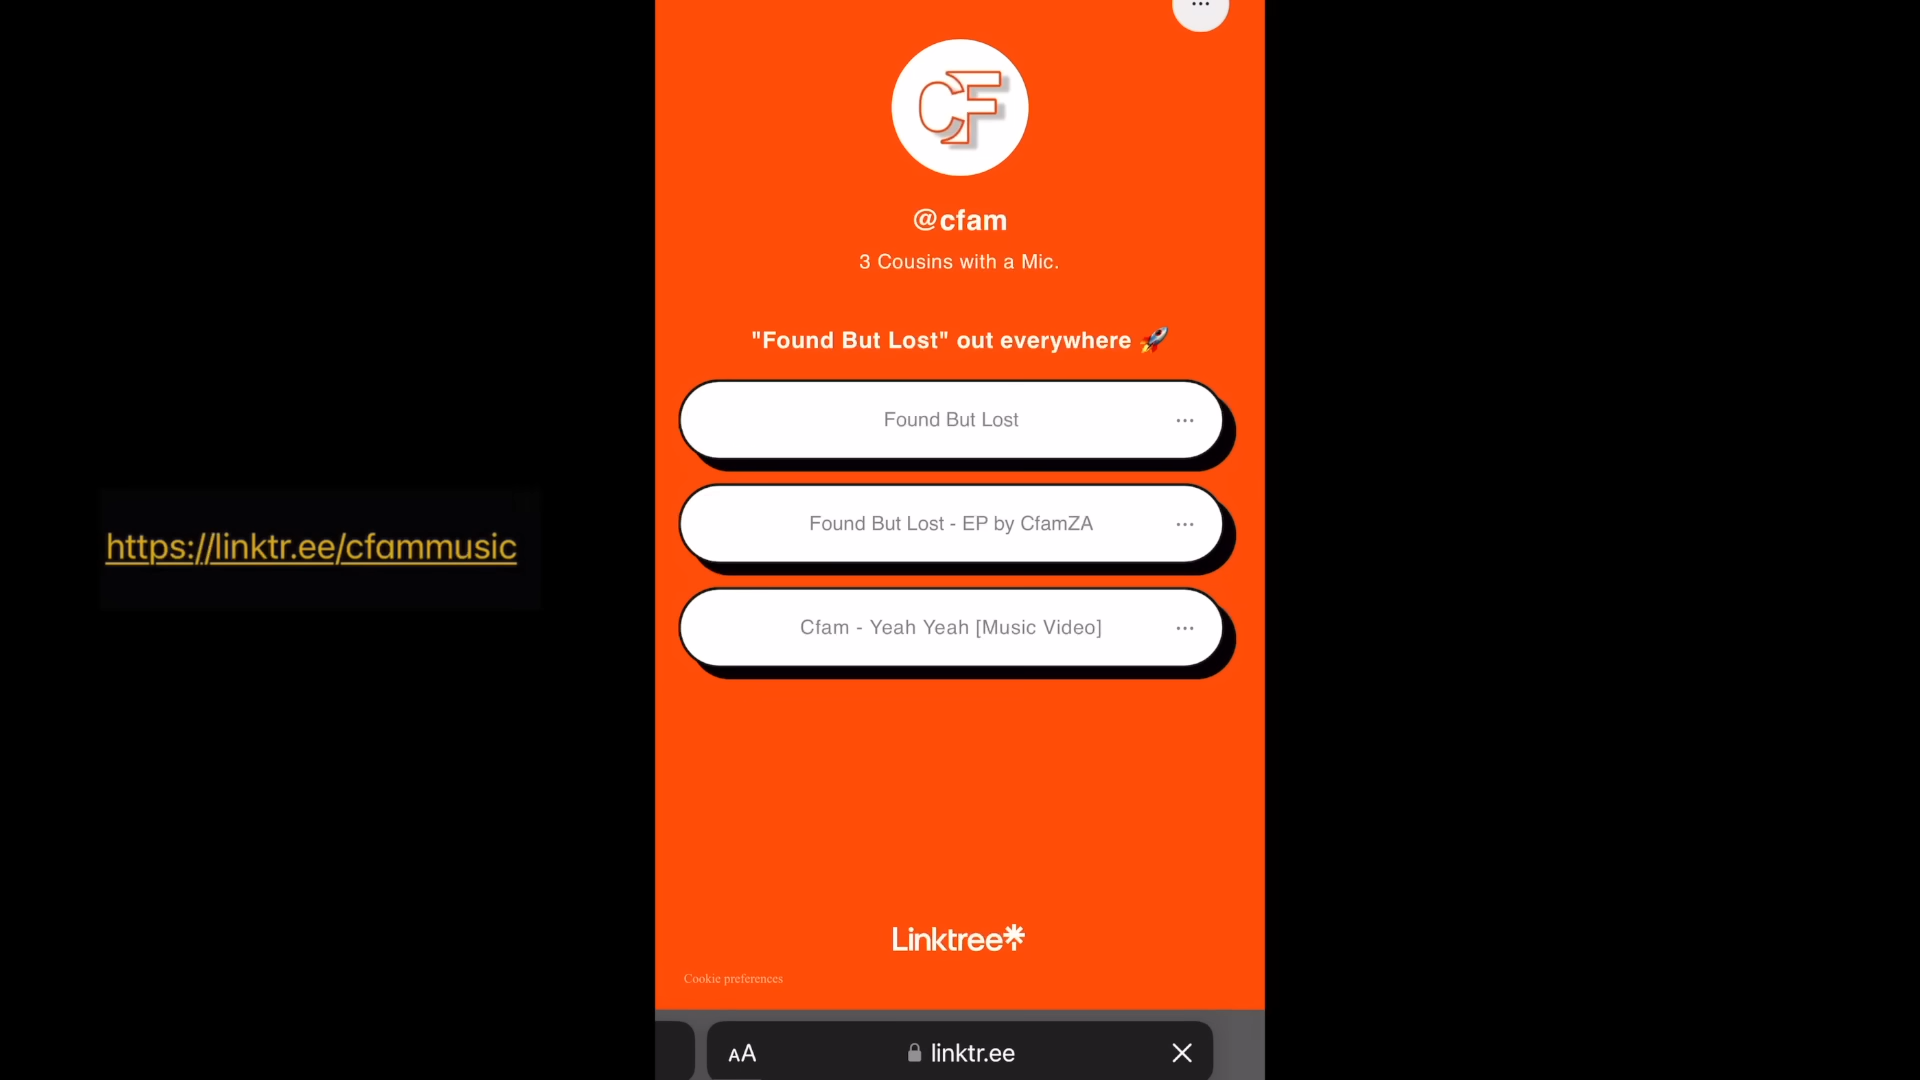 CF
@cfam
3 Cousins with a Mic.
"Found But Lost" out everywhere 🚀
Found But Lost
Found But Lost - EP by CfamZA
Cfam - Yeah Yeah [Music Video]
https://linktr.ee/cfammusic
Linktree
Cookie preferences
AA
linktr.ee